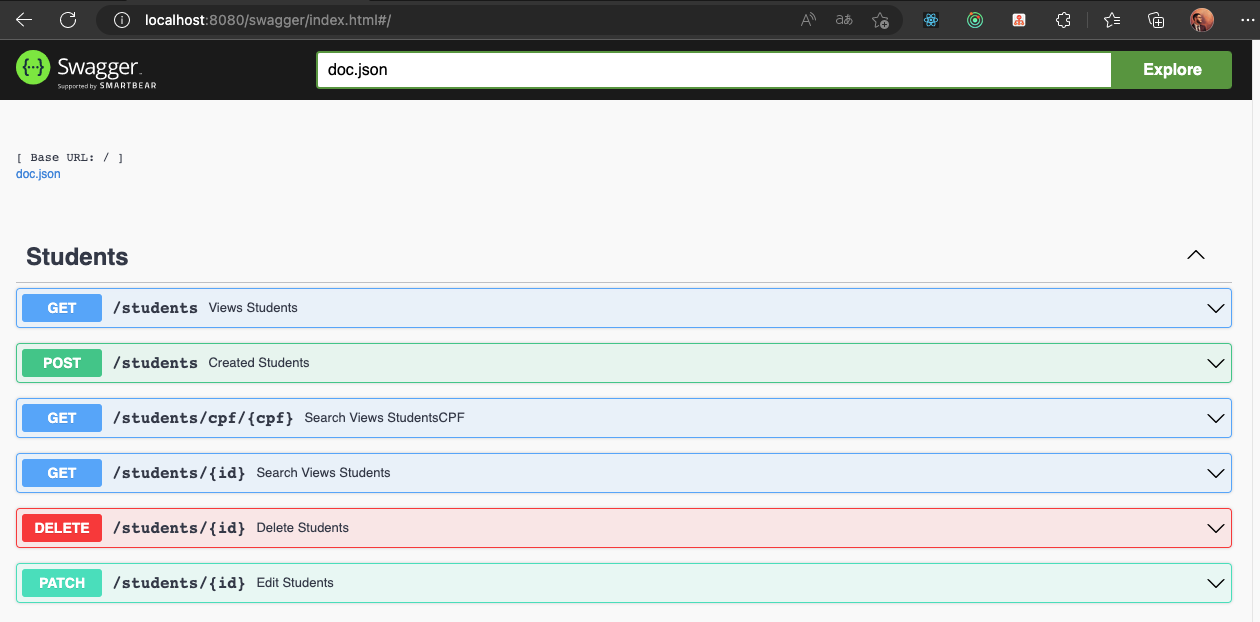 localhost:8080/swagger/index.html#/
Swagger
Supported by SMARTBEAR
doc.json
Explore
[ Base URL: / ]
doc.json
Students
GET /students Views Students
POST /students Created Students
GET /students/cpf/{cpf} Search Views StudentsCPF
GET /students/{id} Search Views Students
DELETE /students/{id} Delete Students
PATCH /students/{id} Edit Students